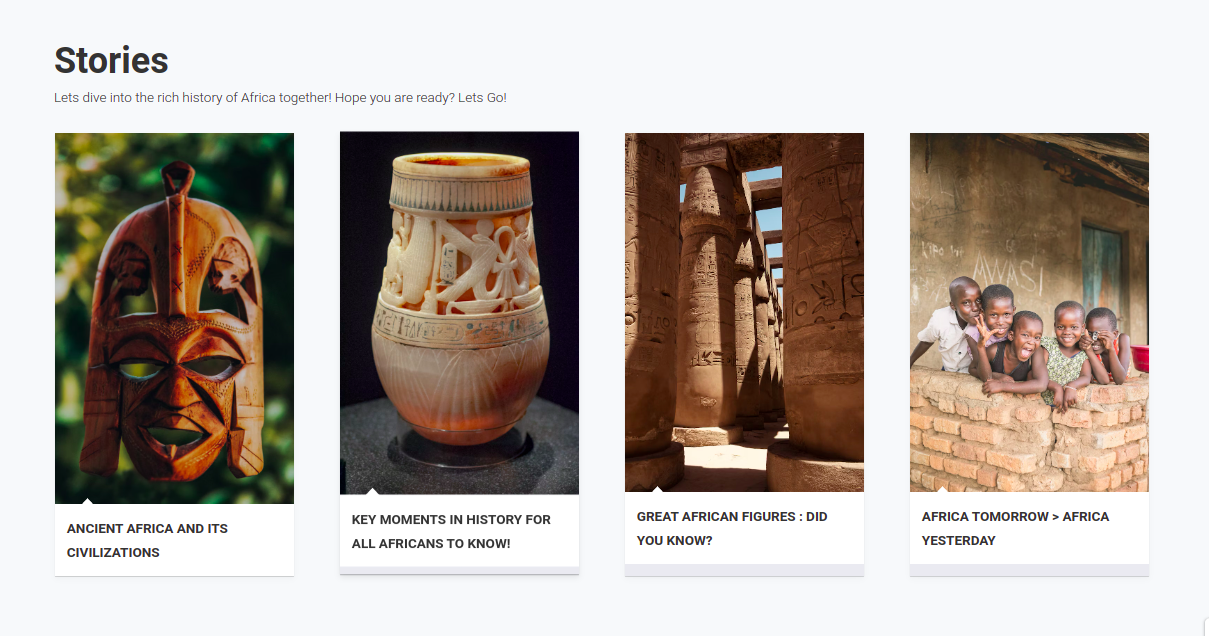 Stories
Lets dive into the rich history of Africa together! Hope you are ready? Lets Go!
AWASI
ANCIENT AFRICA AND ITS
CIVILIZATIONS
KEY MOMENTS IN HISTORY FOR
ALL AFRICANS TO KNOW!
GREAT AFRICAN FIGURES : DID
YOU KNOW?
AFRICA TOMORROW > AFRICA
YESTERDAY